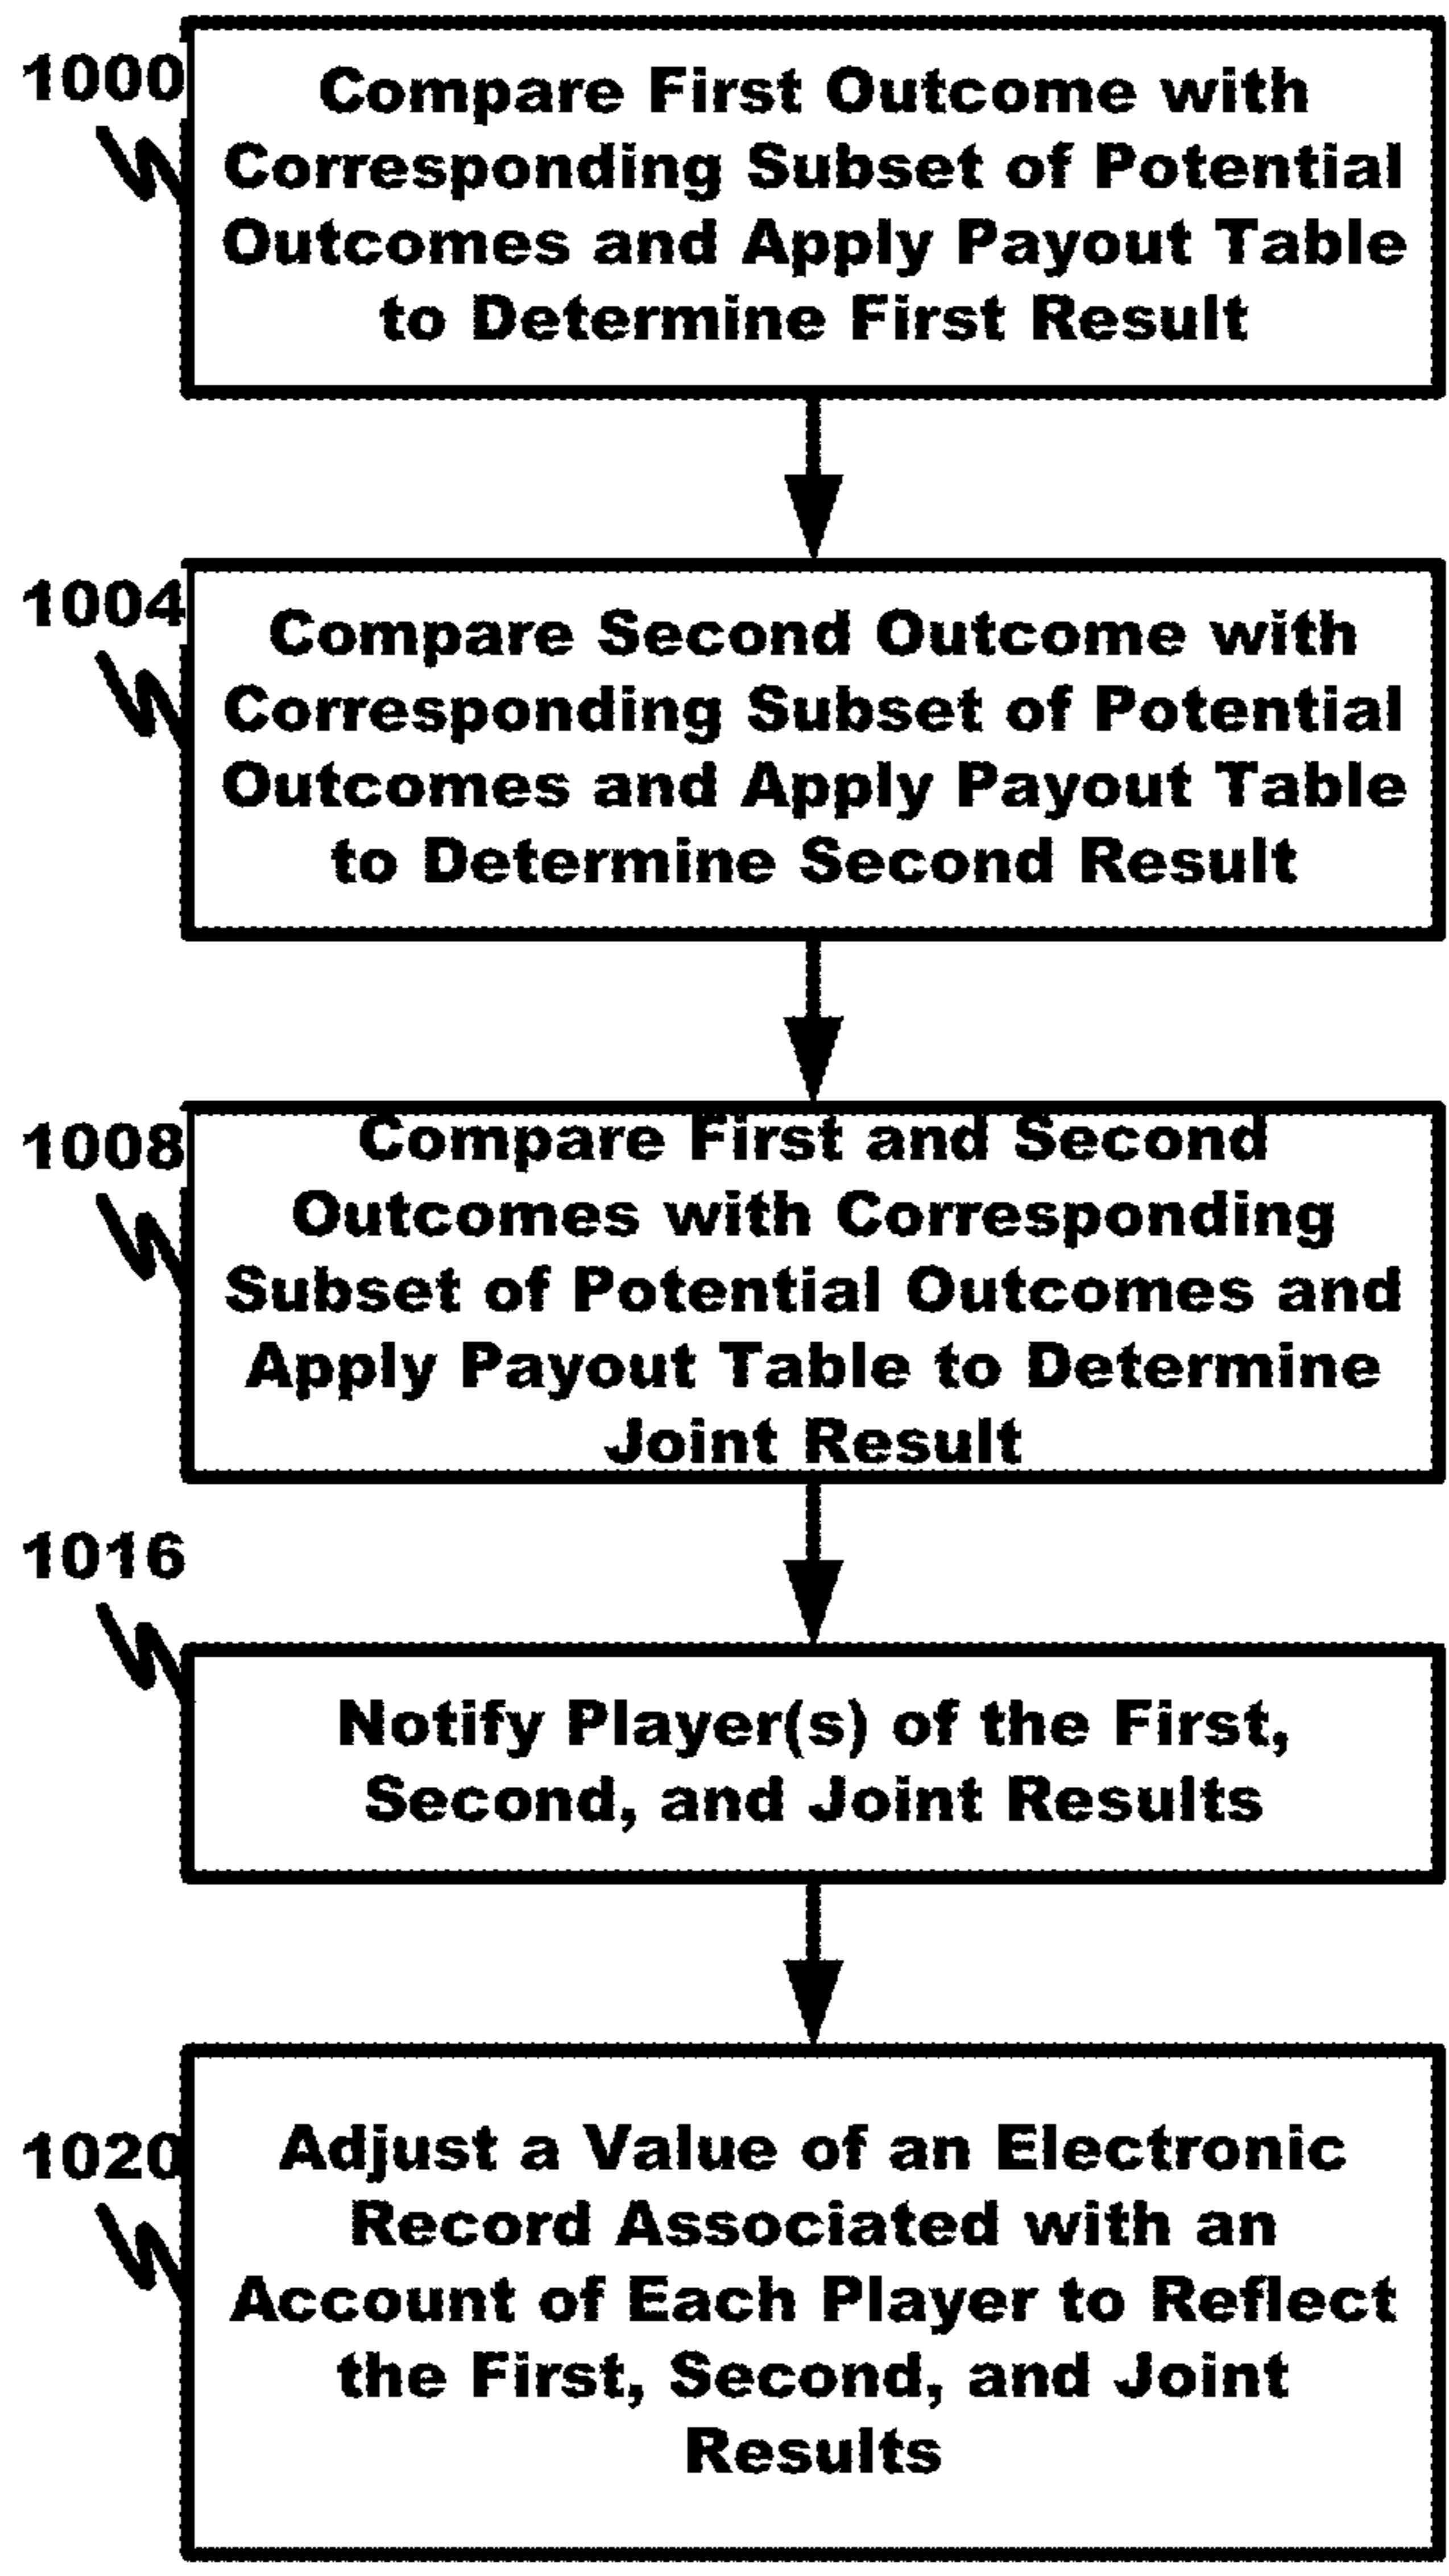 1000
Compare First Outcome with
Corresponding Subset of Potential
Outcomes and Apply Payout Table
to Determine First Result
1004
Compare Second Outcome with
Corresponding Subset of Potential
Outcomes and Apply Payout Table
to Determine Second Result
1008
Compare First and Second
Outcomes with Corresponding
Subset of Potential Outcomes and
Apply Payout Table to Determine
Joint Result
1016
Notify Player(s) of the First,
Second, and Joint Results
1020
Adjust a Value of an Electronic
Record Associated with an
Account of Each Player to Reflect
the First, Second, and Joint
Results